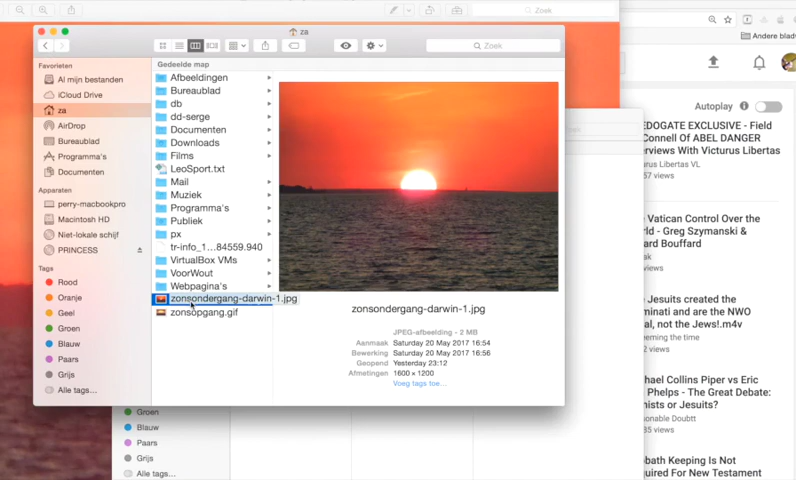 Zoek
za
Zoek
Andere blad
Favorieten
Al mijn bestanden
iCloud Drive
za
AirDrop
Bureaublad
Programma's
Documenten
Apparaten
perry-macbookpro
Macintosh HD
Niet-lokale schijf
PRINCESS
Tags
Rood
Oranje
Geel
Groen
Blauw
Paars
Grijs
Alle tags...
Gedeelde map
Afbeeldingen
Bureaublad
db
dd-serge
Documenten
Downloads
Films
LeoSport.txt
Mail
Muziek
Programma's
Publiek
px
tr-info_1...84559.940
VirtualBox VMs
VoorWout
Webpagina's
zonsondergang-darwin-1.jpg
zonsopgang.gif
zonsondergang-darwin-1.jpg
JPEG-afbeelding - 2 MB
Aanmaak Saturday 20 May 2017 16:54
Bewerking Saturday 20 May 2017 16:56
Geopend Yesterday 23:12
Afmetingen 1600 × 1200
Voeg tags toe...
Groen
Blauw
Paars
Grijs
Alle tags...
Autoplay
EDOGATE EXCLUSIVE - Field
Connell Of ABEL DANGER
erviews With Victurus Libertas
urus Libertas VL
57 views
Vatican Control Over the
- Greg Szymanski &
ard Bouffard
views
Jesuits created the
minati and are the NWO
al, not the Jews!.m4v
eeming the time
2 views
hael Collins Piper vs Eric
Phelps - The Great Debate:
nists or Jesuits?
sonable Doubtt
35 views
bath Keeping Is Not
quired For New